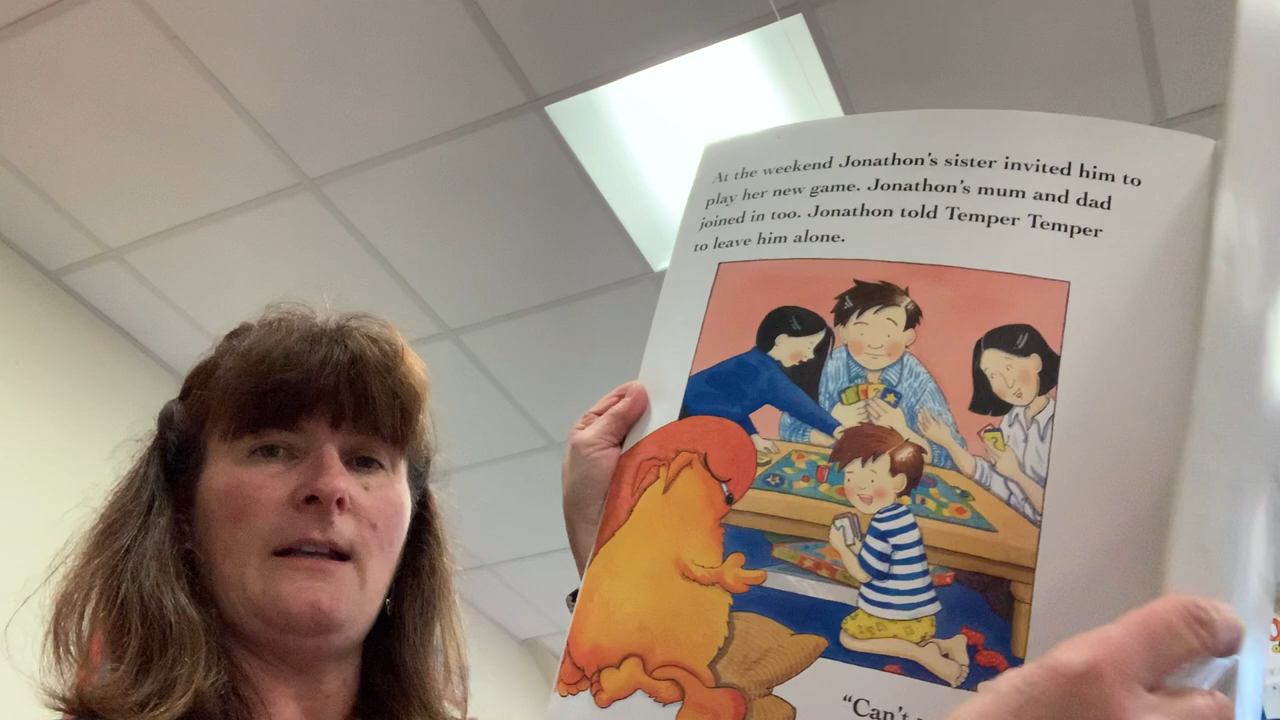 At the weekend Jonathon's sister invited him to
play her new game. Jonathon's mum and dad
joined in too. Jonathon told Temper Temper
to leave him alone.
"Can't